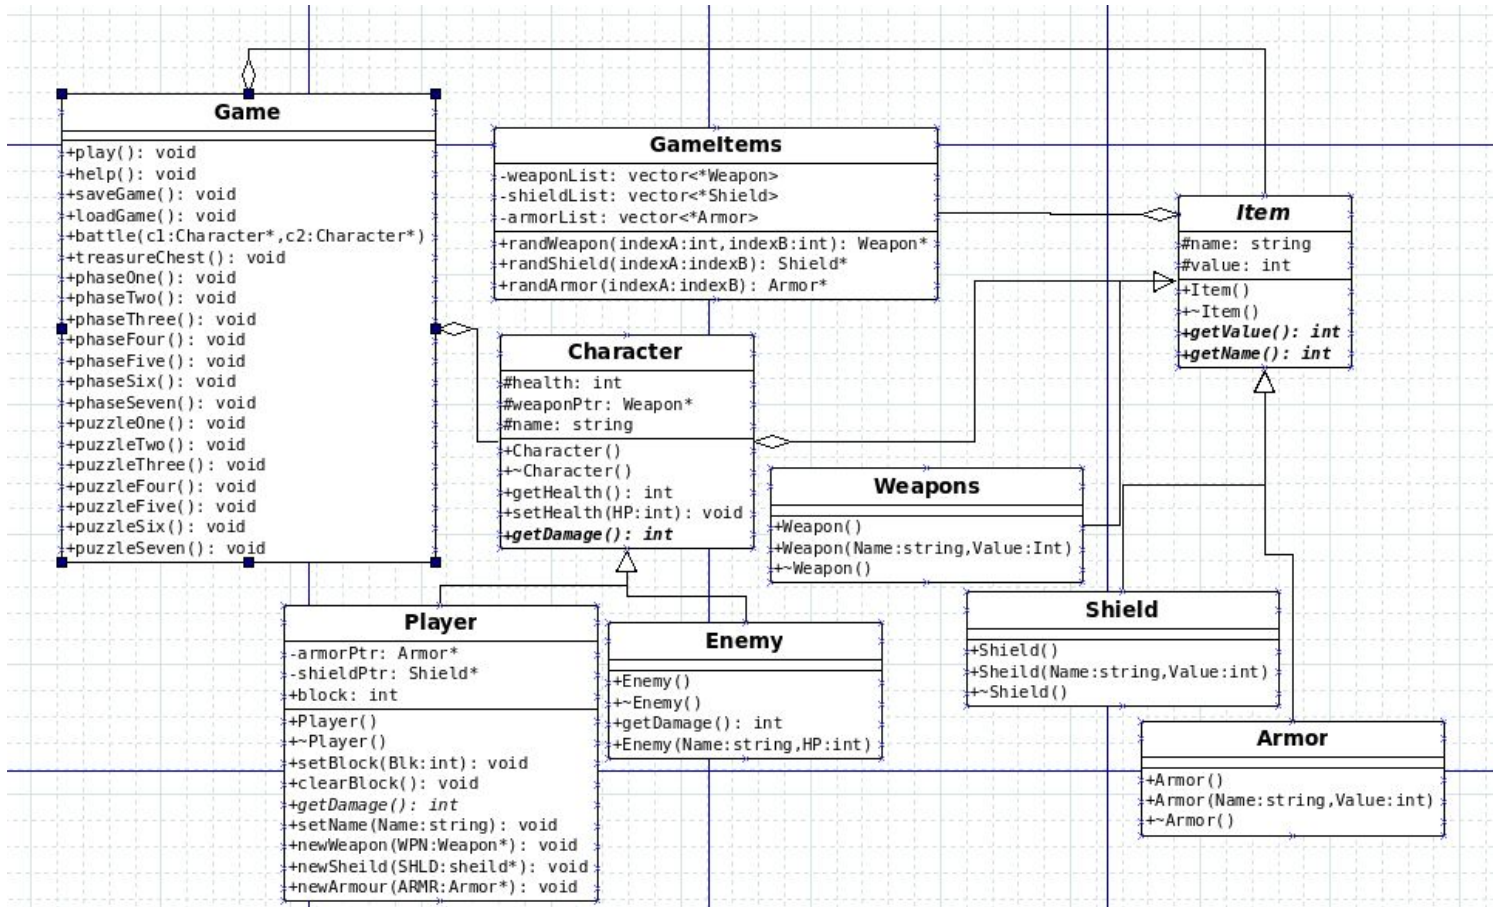 Game
+play(): void
+help(): void
+saveGame(): void
+loadGame(): void
+battle(c1:Character*,c2:Character*)
+treasureChest(): void
+phaseOne(): void
+phaseTwo(): void
+phaseThree(): void
+phaseFour(): void
+phaseFive(): void
+phaseSix(): void
+phaseSeven(): void
+puzzleOne(): void
+puzzleTwo(): void
+puzzleThree(): void
+puzzleFour(): void
+puzzleFive(): void
+puzzleSix(): void
+puzzleSeven(): void
GameItems
-weaponList: vector<*Weapon>
-shieldList: vector<*Shield>
-armorList: vector<*Armor>
+randWeapon(indexA:int,indexB:int): Weapon*
+randShield(indexA:indexB): Shield*
+randArmor(indexA:indexB): Armor*
Item
#name: string
#value: int
+Item()
+~Item()
+getValue(): int
+getName(): int
Character
#health: int
#weaponPtr: Weapon*
#name: string
+Character()
+~Character()
+getHealth(): int
+setHealth(HP:int): void
+getDamage(): int
Weapons
+Weapon()
+Weapon(Name:string,Value:Int)
+~Weapon()
Player
-armorPtr: Armor*
-shieldPtr: Shield*
+block: int
+Player()
+~Player()
+setBlock(Blk:int): void
+clearBlock(): void
+getDamage(): int
+setName(Name:string): void
+newWeapon(WPN:Weapon*): void
+newSheild(SHLD:sheild*): void
+newArmour(ARMR:Armor*): void
Enemy
+Enemy()
+~Enemy()
+getDamage(): int
+Enemy(Name:string,HP:int)
Shield
+Shield()
+Sheild(Name:string,Value:int)
+~Shield()
Armor
+Armor()
+Armor(Name:string,Value:int)
+~Armor()